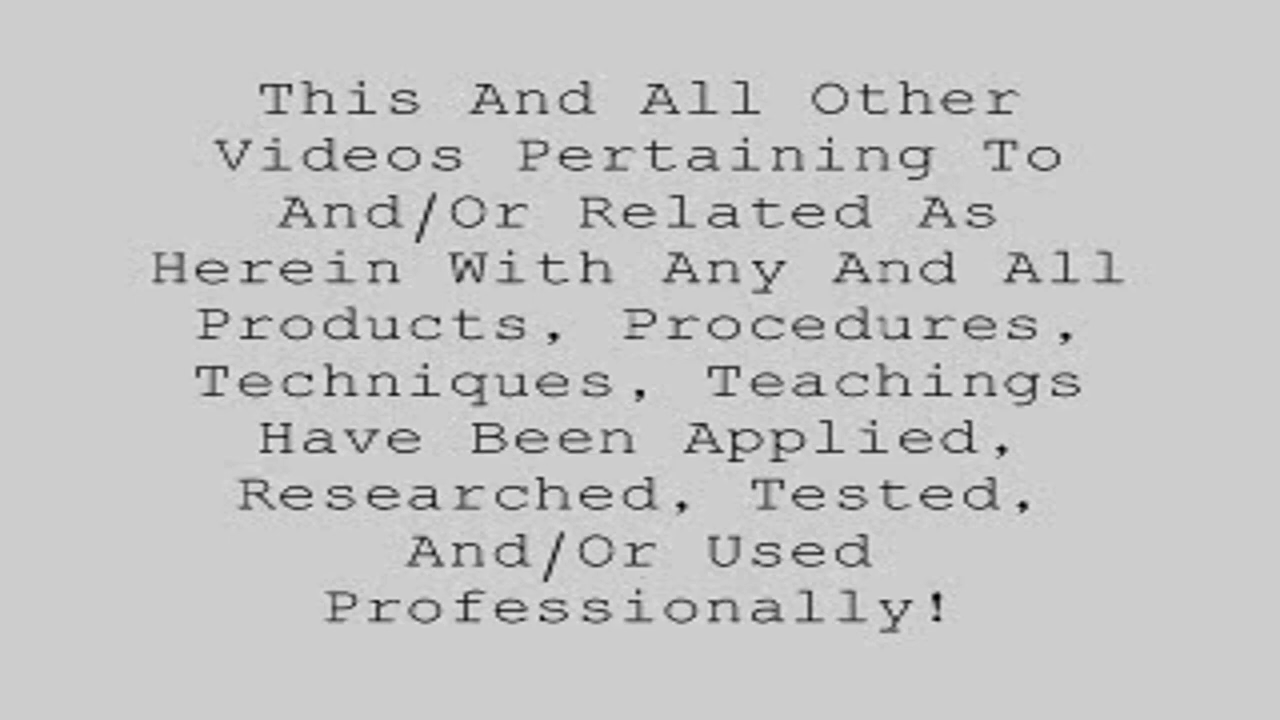 This And All Other
Videos Pertaining To
And/Or Related As
Herein With Any And All
Products, Procedures,
Techniques, Teachings
Have Been Applied,
Researched, Tested,
And/Or Used
Professionally!